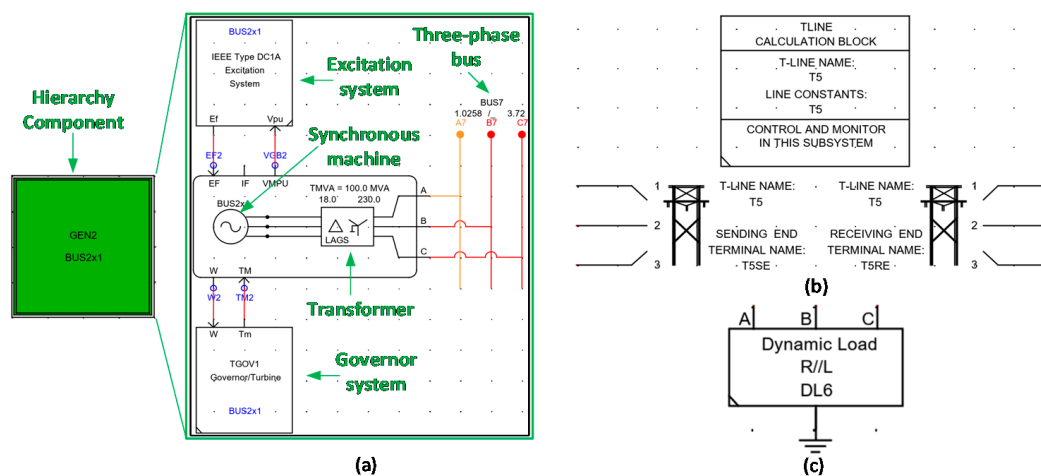 Hierarchy
Component
GEN2
BUS2x1
BUS2x1
IEEE Type DC1A
Excitation
System
Ef
Vpu
Excitation
system
Three-phase
bus
BUS7
1.0258
/_
3.72
A7
B7
C7
Synchronous
machine
EF2
VGB2
EF
IF
VMPU
TMVA = 100.0 MVA
18.0
230.0
LAGS
A
B
C
W
TM
W2
TM2
W
Tm
Transformer
TGOV1
Governor/Turbine
BUS2x1
Governor
system
(a)
TLINE
CALCULATION BLOCK
T-LINE NAME:
T5
LINE CONSTANTS:
T5
CONTROL AND MONITOR
IN THIS SUBSYSTEM
1
2
3
T-LINE NAME:
T5
SENDING END
TERMINAL NAME:
T5SE
T-LINE NAME:
T5
RECEIVING END
TERMINAL NAME:
T5RE
1
2
3
(b)
A
B
C
Dynamic Load
R//L
DL6
(c)